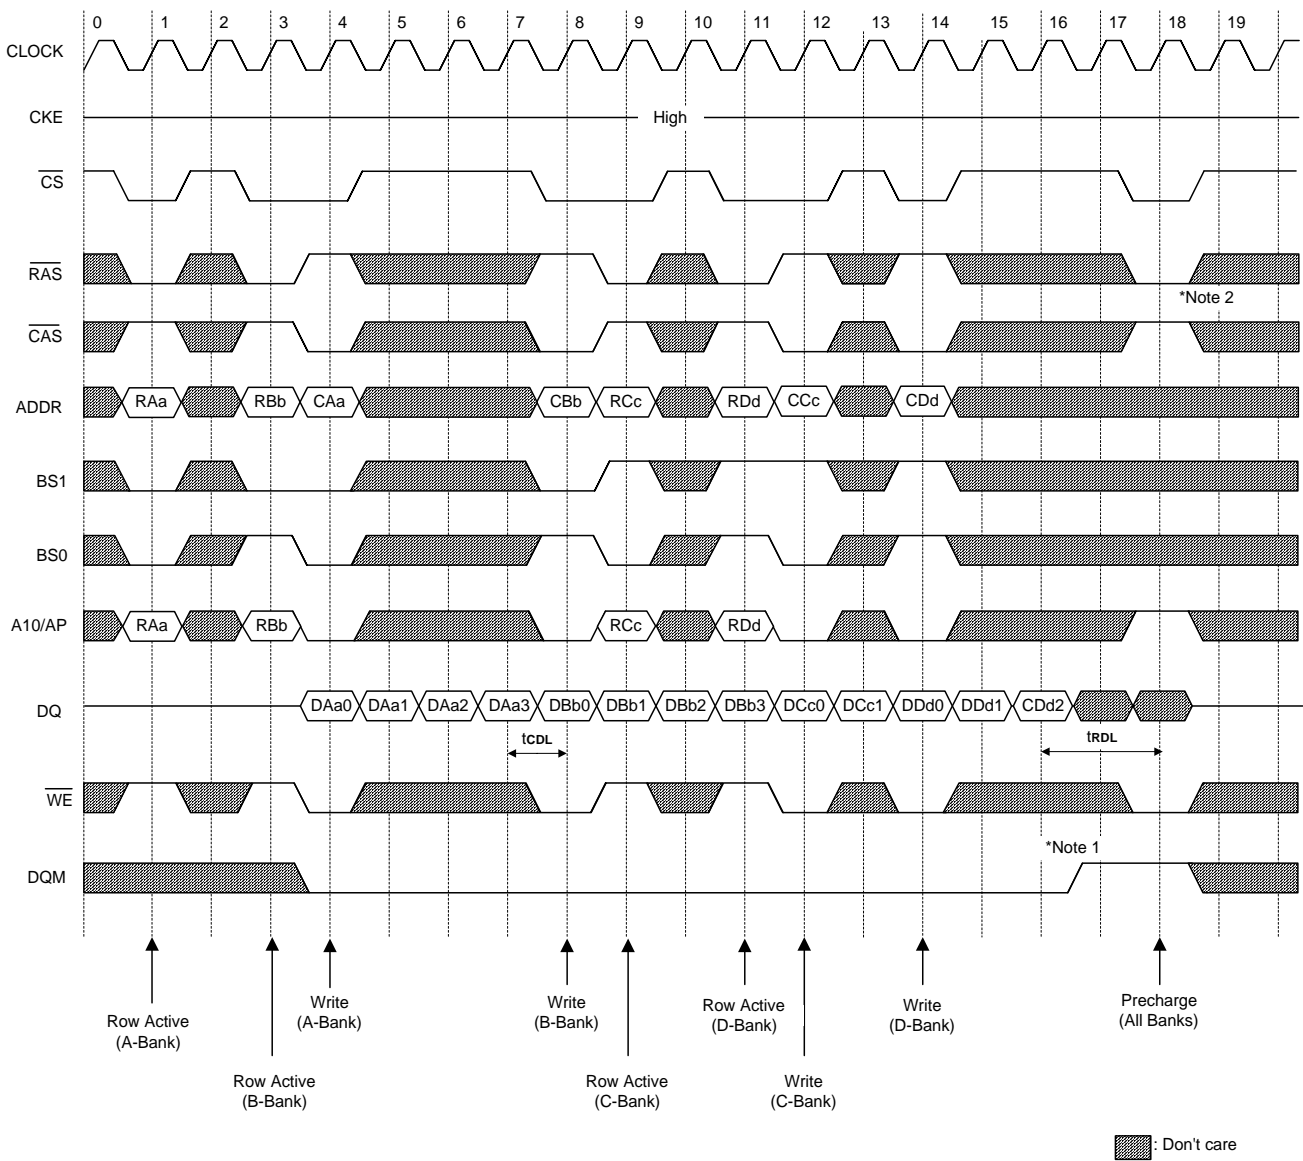 0 1 2 3 4 5 6 7 8 9 10 11 12 13 14 15 16 17 18 19
CLOCK
CKE High
CS
RAS
*Note 2
CAS
ADDR RAa RBb CAa CBb RCc RDd CCc CDd
BS1
BS0
A10/AP RAa RBb RCc RDd
DQ DAa0 DAa1 DAa2 DAa3 DBb0 DBb1 DBb2 DBb3 DCc0 DCc1 DDd0 DDd1 CDd2
tCDL tRDL
WE
*Note 1
DQM
Row Active
(A-Bank)
Row Active
(B-Bank)
Write
(A-Bank)
Write
(B-Bank)
Row Active
(C-Bank)
Row Active
(D-Bank)
Write
(C-Bank)
Write
(D-Bank)
Precharge
(All Banks)
: Don't care